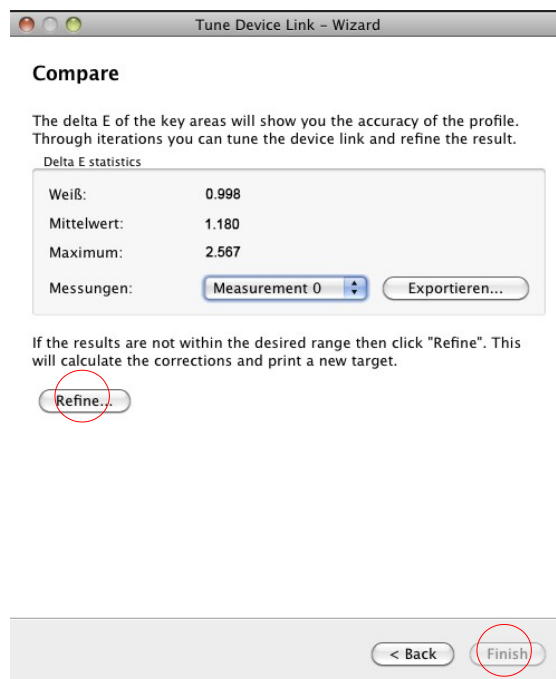 Tune Device Link – Wizard
Compare
The delta E of the key areas will show you the accuracy of the profile.
Through iterations you can tune the device link and refine the result.
Delta E statistics
Weiß: 0.998
Mittelwert: 1.180
Maximum: 2.567
Messungen: Measurement 0 Exportieren...
If the results are not within the desired range then click "Refine". This
will calculate the corrections and print a new target.
Refine...
< Back Finish